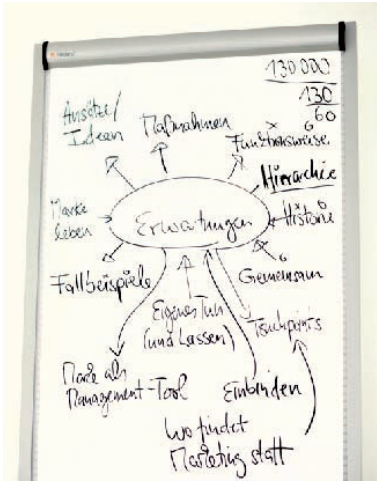 130 000
130
60
Ansätze/
Ideen
Maßnahmen
Funktionsweise
Hierarchie
Marke
leben
Erwartungen
Historie
Fallbeispiele
Gemeinsam
Eigenes Tun
(und Lassen)
Touchpoints
Marke als
Management-Tool
Einbinden
Wo findet
Marketing statt